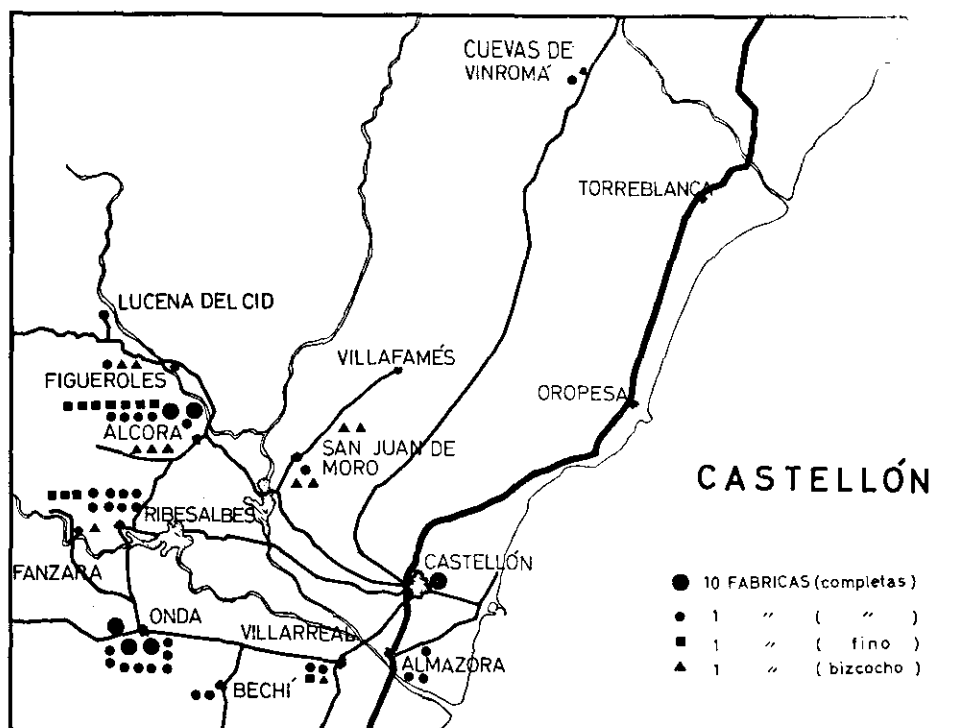 CUEVAS DE
VINROMÁ
TORREBLANCA
LUCENA DEL CID
VILLAFAMÉS
FIGUEROLES
OROPESA
ALCORA
SAN JUAN DE
MORO
CASTELLÓN
RIBESALBES
CASTELLÓN
FANZARA
10 FABRICAS (completas)
ONDA
1 " ( " )
VILLARREAL
1 " ( fino )
ALMAZORA
1 " ( bizcocho )
BECHÍ